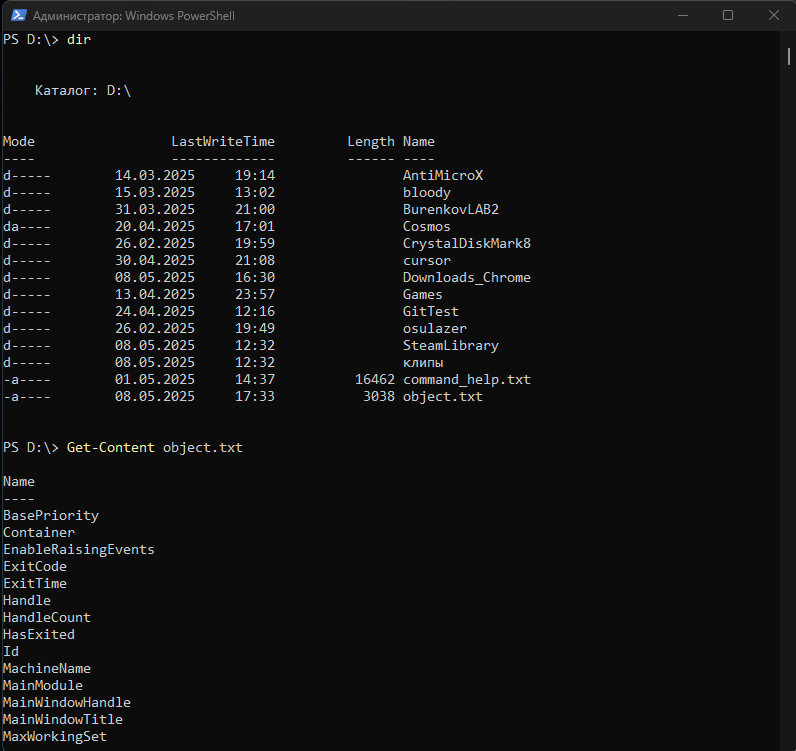 Администратор: Windows PowerShell
PS D:\> dir
Каталог: D:\
Mode LastWriteTime Length Name
---- ------------- ------ ----
d----- 14.03.2025 19:14 AntiMicroX
d----- 15.03.2025 13:02 bloody
d----- 31.03.2025 21:00 BurenkovLAB2
da---- 20.04.2025 17:01 Cosmos
d----- 26.02.2025 19:59 CrystalDiskMark8
d----- 30.04.2025 21:08 cursor
d----- 08.05.2025 16:30 Downloads_Chrome
d----- 13.04.2025 23:57 Games
d----- 24.04.2025 12:16 GitTest
d----- 26.02.2025 19:49 osulazer
d----- 08.05.2025 12:32 SteamLibrary
d----- 08.05.2025 12:32 клипы
-a---- 01.05.2025 14:37 16462 command_help.txt
-a---- 08.05.2025 17:33 3038 object.txt
PS D:\> Get-Content object.txt
Name
----
BasePriority
Container
EnableRaisingEvents
ExitCode
ExitTime
Handle
HandleCount
HasExited
Id
MachineName
MainModule
MainWindowHandle
MainWindowTitle
MaxWorkingSet